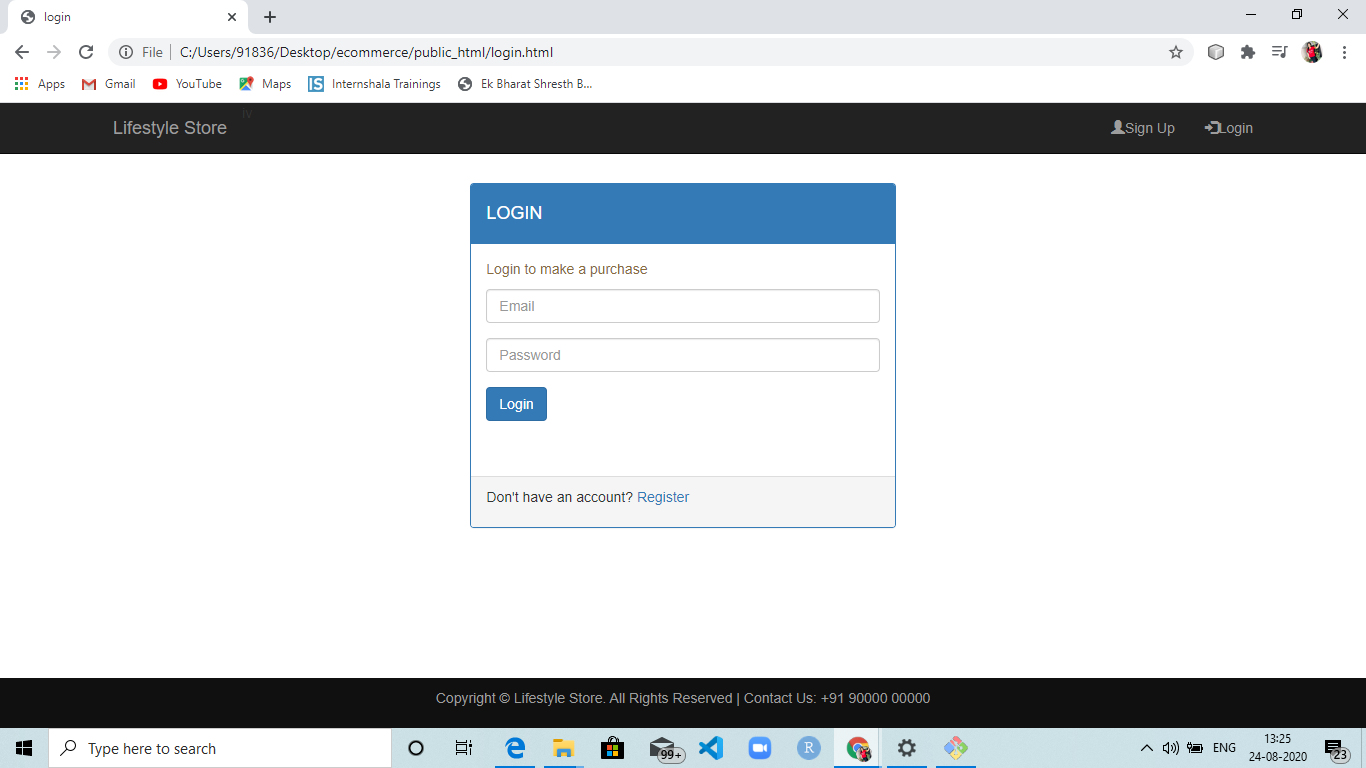 login
File
C:/Users/91836/Desktop/ecommerce/public_html/login.html
Apps Gmail YouTube Maps Internshala Trainings Ek Bharat Shresth B...
Lifestyle Store
Sign Up Login
LOGIN
Login to make a purchase
Email
Password
Login
Don't have an account? Register
Copyright © Lifestyle Store. All Rights Reserved | Contact Us: +91 90000 00000
Type here to search
99+
R
ENG
13:25
24-08-2020
23